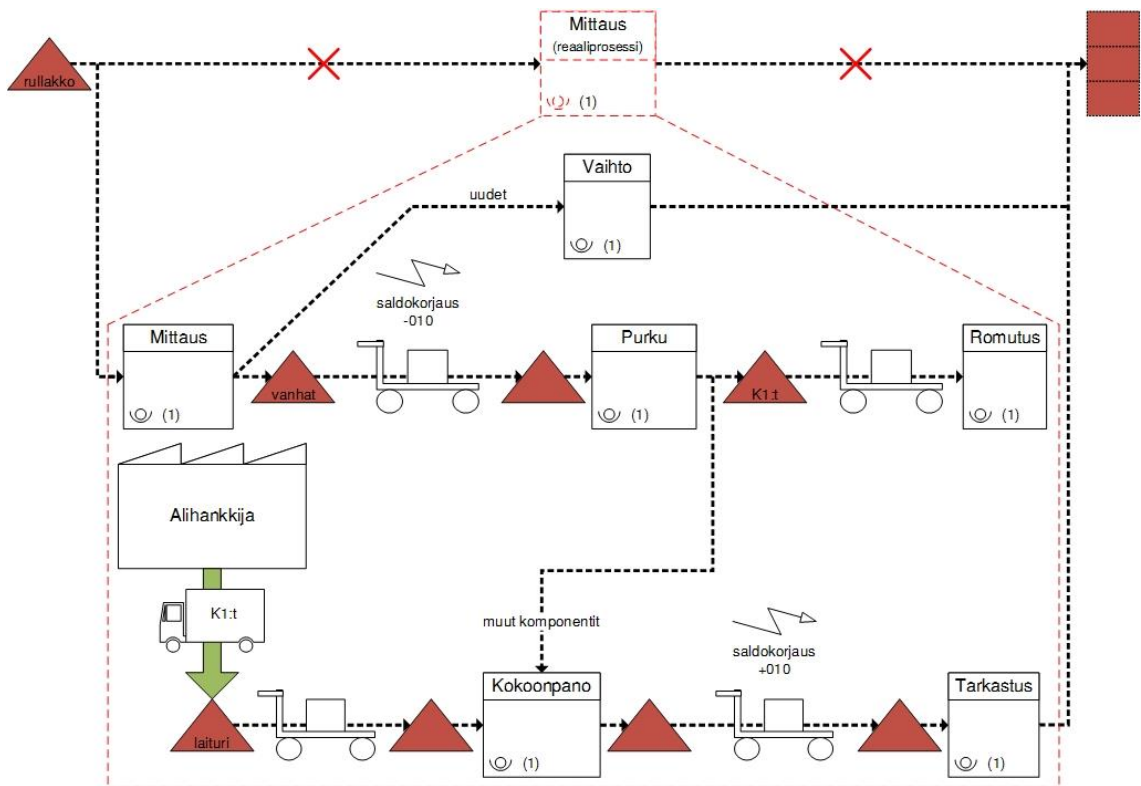 Mittaus
(reaaliprosessi)
rullakko
(1)
Vaihto
uudet
(1)
saldokorjaus
-010
Mittaus
Purku
Romutus
vanhat
K1:t
(1)
(1)
(1)
Alihankkija
K1:t
muut komponentit
saldokorjaus
+010
Kokoonpano
Tarkastus
laituri
(1)
(1)